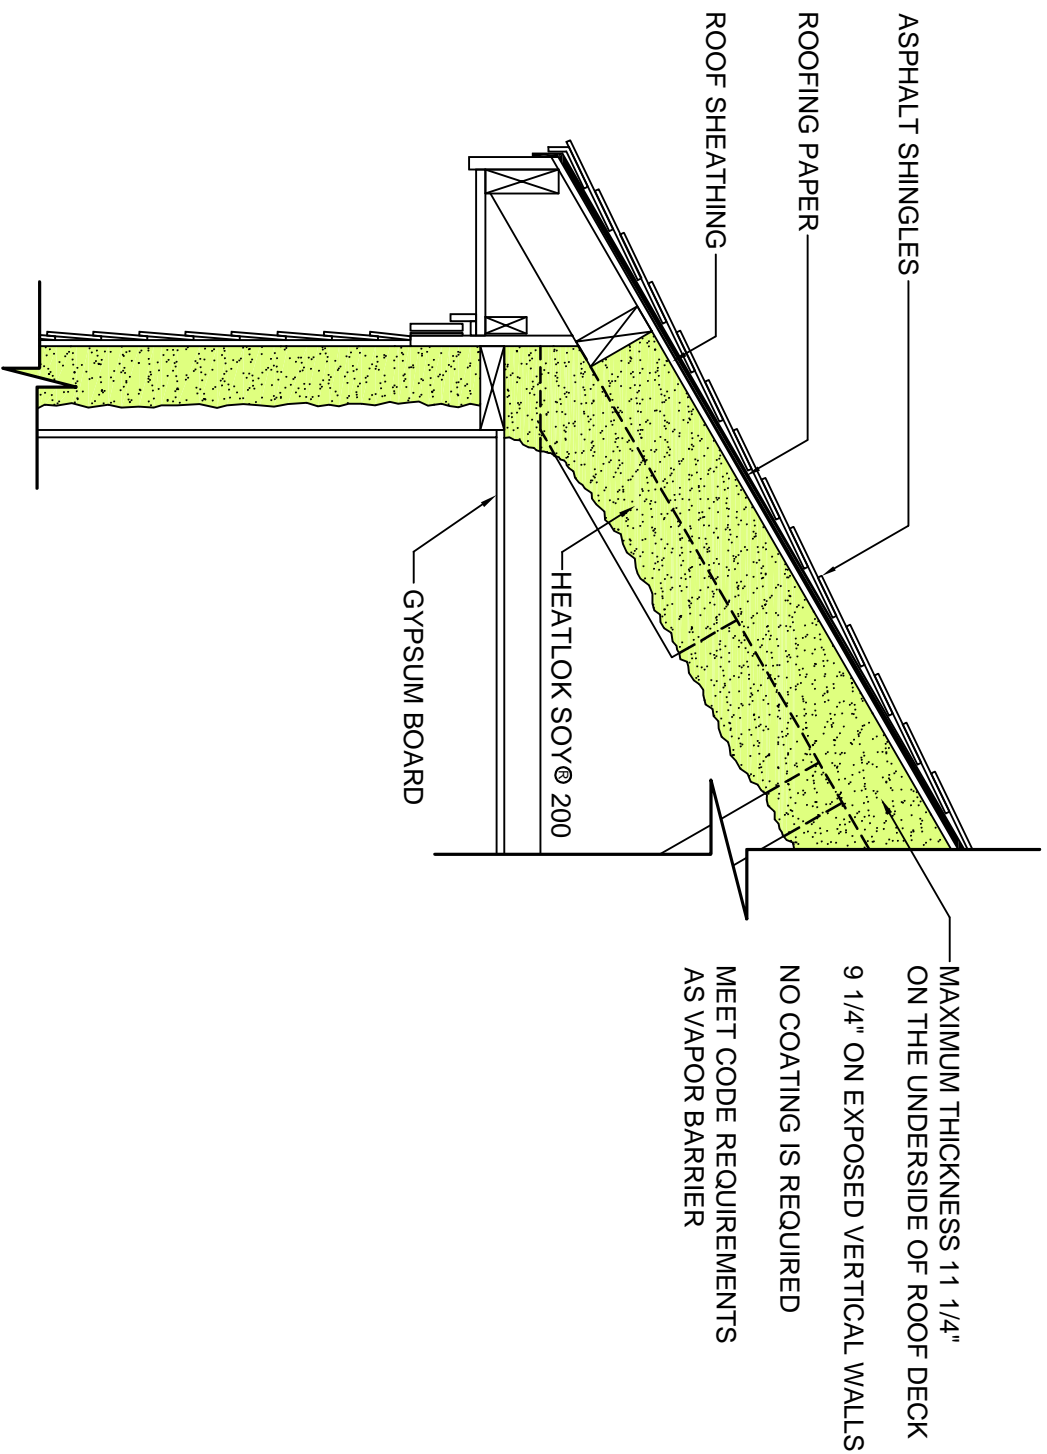 ASPHALT SHINGLES
ROOFING PAPER
ROOF SHEATHING
HEATLOK SOY® 200
GYPSUM BOARD
MAXIMUM THICKNESS 11 1/4"
ON THE UNDERSIDE OF ROOF DECK
9 1/4" ON EXPOSED VERTICAL WALLS
NO COATING IS REQUIRED
MEET CODE REQUIREMENTS
AS VAPOR BARRIER